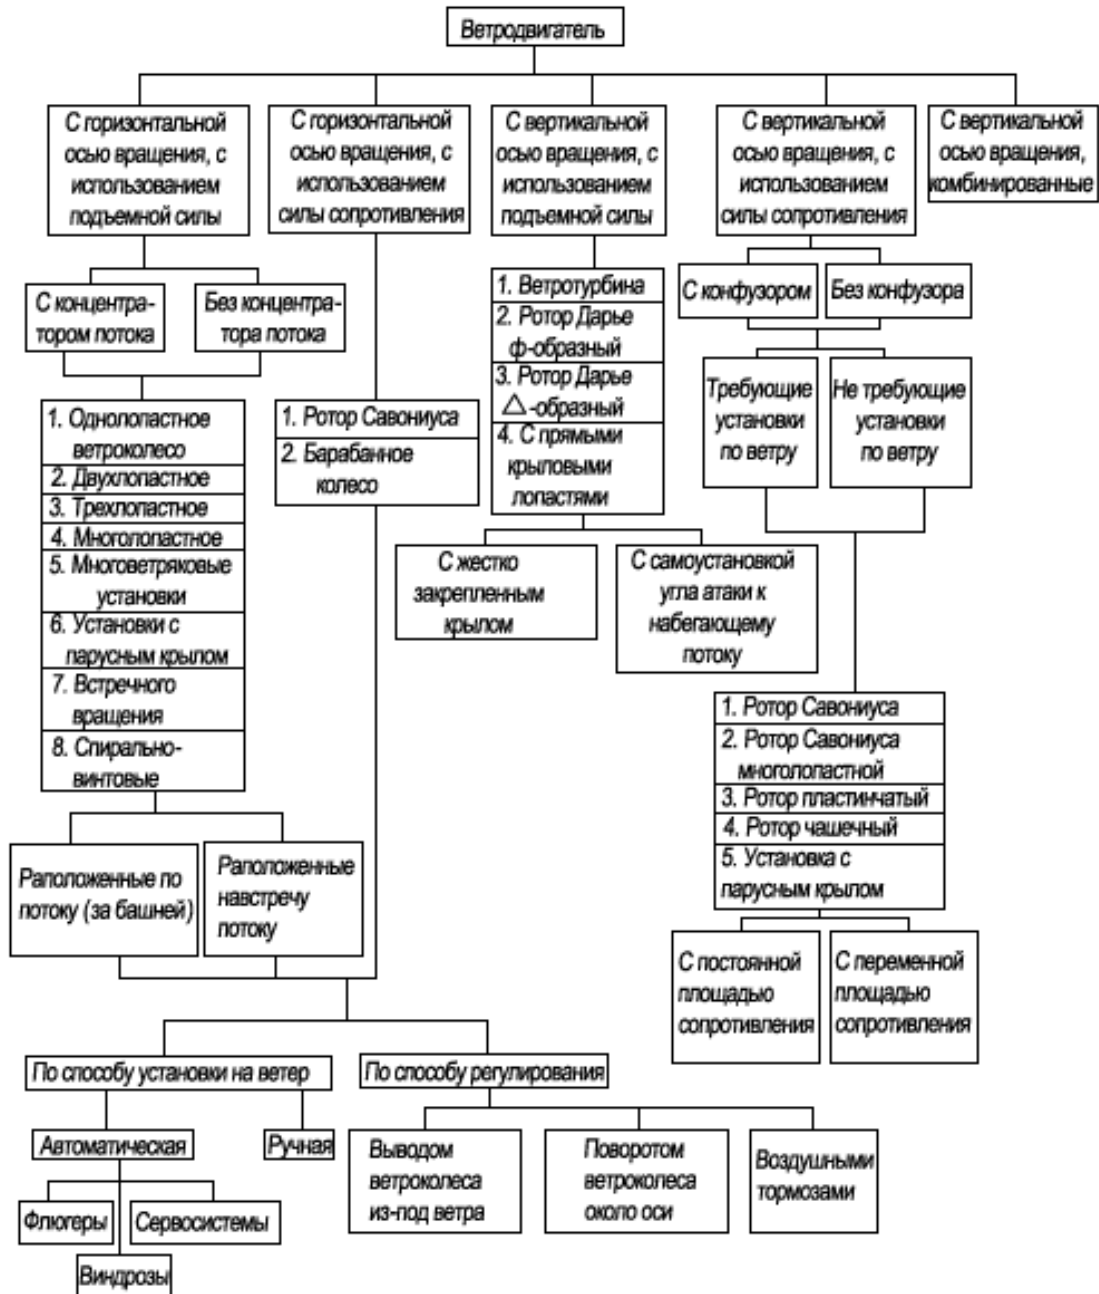 Ветродвигатель
С горизонтальной
осью вращения, с
использованием
подъемной силы
С горизонтальной
осью вращения, с
использованием
силы сопротивления
С вертикальной
осью вращения, с
использованием
подъемной силы
С вертикальной
осью вращения, с
использованием
силы сопротивления
С вертикальной
осью вращения,
комбинированные
С концентра-
тором потока
Без концентра-
тора потока
1. Однолопастное
ветроколесо
2. Двухлопастное
3. Трехлопастное
4. Многолопастное
5. Многоветряковые
установки
6. Установки с
парусным крылом
7. Встречного
вращения
8. Спирально-
винтовые
1. Ротор Савониуса
2. Барабанное
колесо
1. Ветротурбина
2. Ротор Дарье
ф-образный
3. Ротор Дарье
△-образный
4. С прямыми
крыловыми
лопастями
С жестко
закрепленным
крылом
С самоустановкой
угла атаки к
набегающему
потоку
С конфузором
Без конфузора
Требующие
установки
по ветру
Не требующие
установки
по ветру
1. Ротор Савониуса
2. Ротор Савониуса
многолопастной
3. Ротор пластинчатый
4. Ротор чашечный
5. Установка с
парусным крылом
С постоянной
площадью
сопротивления
С переменной
площадью
сопротивления
Раположенные по
потоку (за башней)
Раположенные
навстречу
потоку
По способу установки на ветер
По способу регулирования
Автоматическая
Ручная
Флюгеры
Сервосистемы
Виндрозы
Выводом
ветроколеса
из-под ветра
Поворотом
ветроколеса
около оси
Воздушными
тормозами